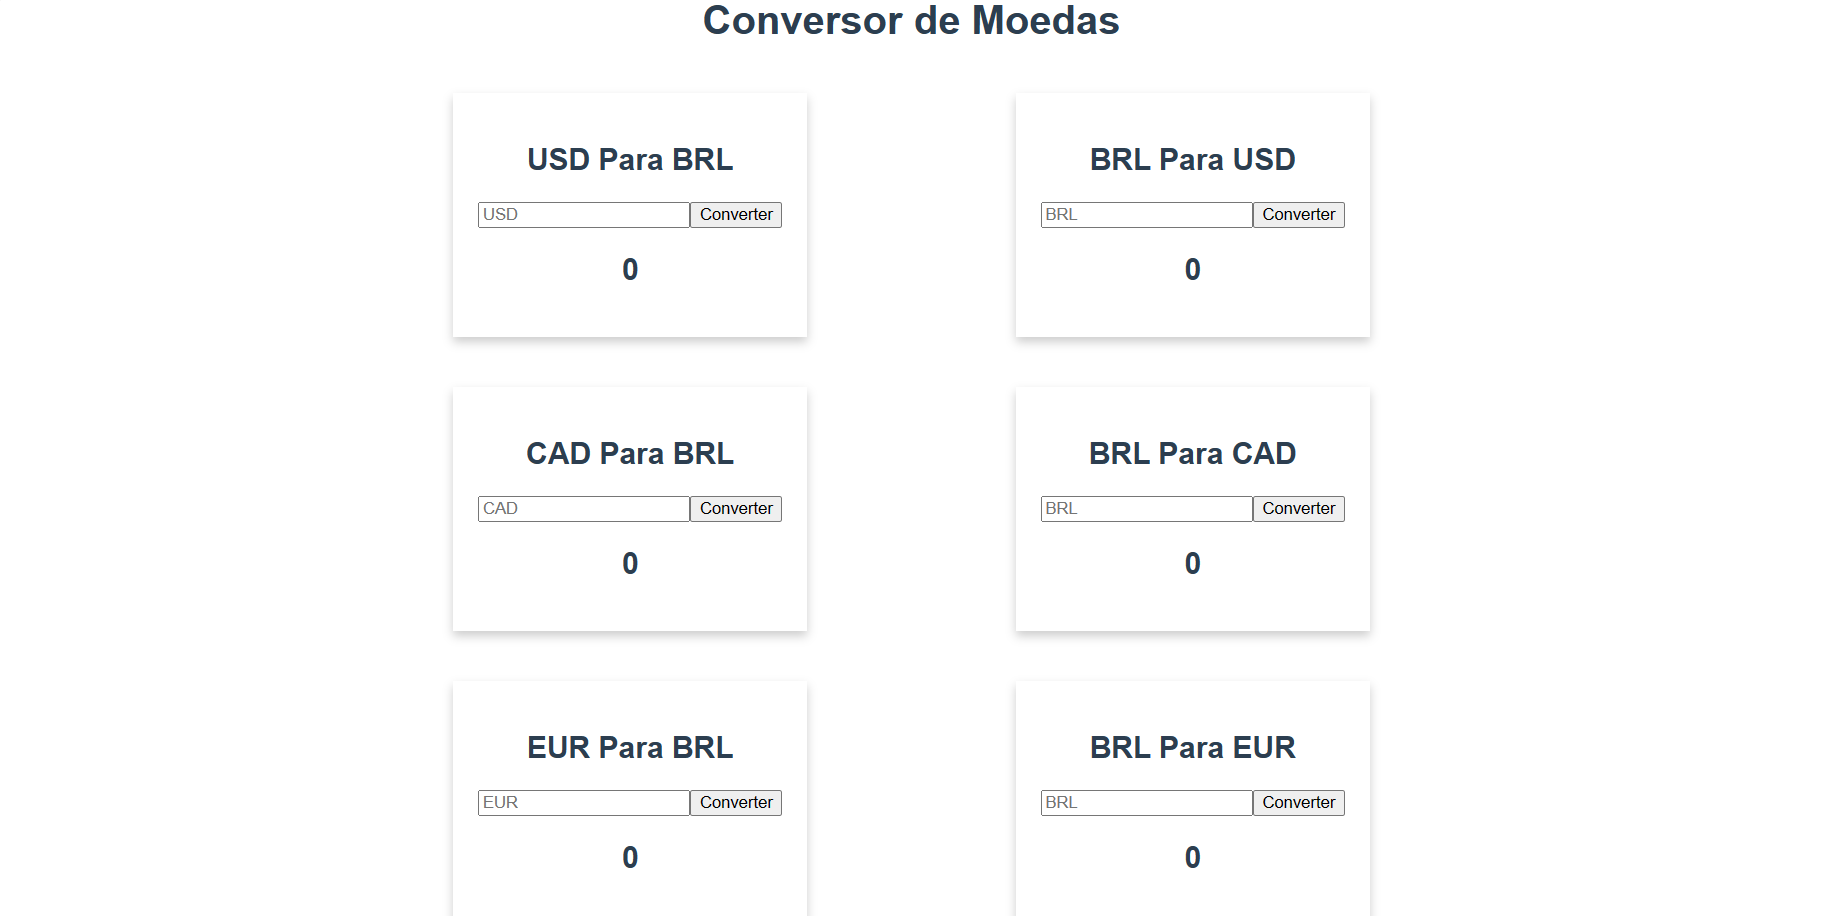 Conversor de Moedas
USD Para BRL
USD Converter
0
BRL Para USD
BRL Converter
0
CAD Para BRL
CAD Converter
0
BRL Para CAD
BRL Converter
0
EUR Para BRL
EUR Converter
0
BRL Para EUR
BRL Converter
0